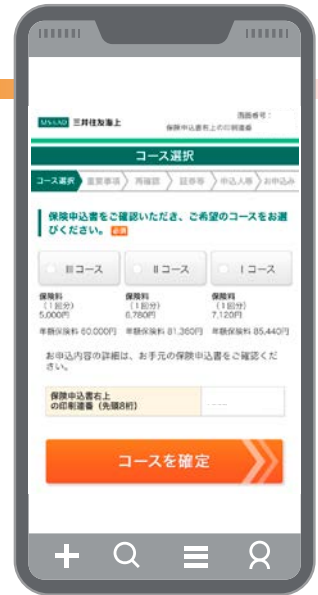 MS&AD 三井住友海上
画面番号：
保険申込書右上の印刷連番
コース選択
コース選択 重要事項 再確認 証券等 申込人等 お申込み
保険申込書をご確認いただき、ご希望のコースをお選
びください。 必須
Ⅲコース Ⅱコース Ⅰコース
保険料 保険料 保険料
（1回分） （1回分） （1回分）
5,000円 6,780円 7,120円
年額保険料 60,000円 年額保険料 81,360円 年額保険料 85,440円
お申込内容の詳細は、お手元の保険申込書をご確認くだ
さい。
保険申込書右上
の印刷連番（先頭8桁）
コースを確定